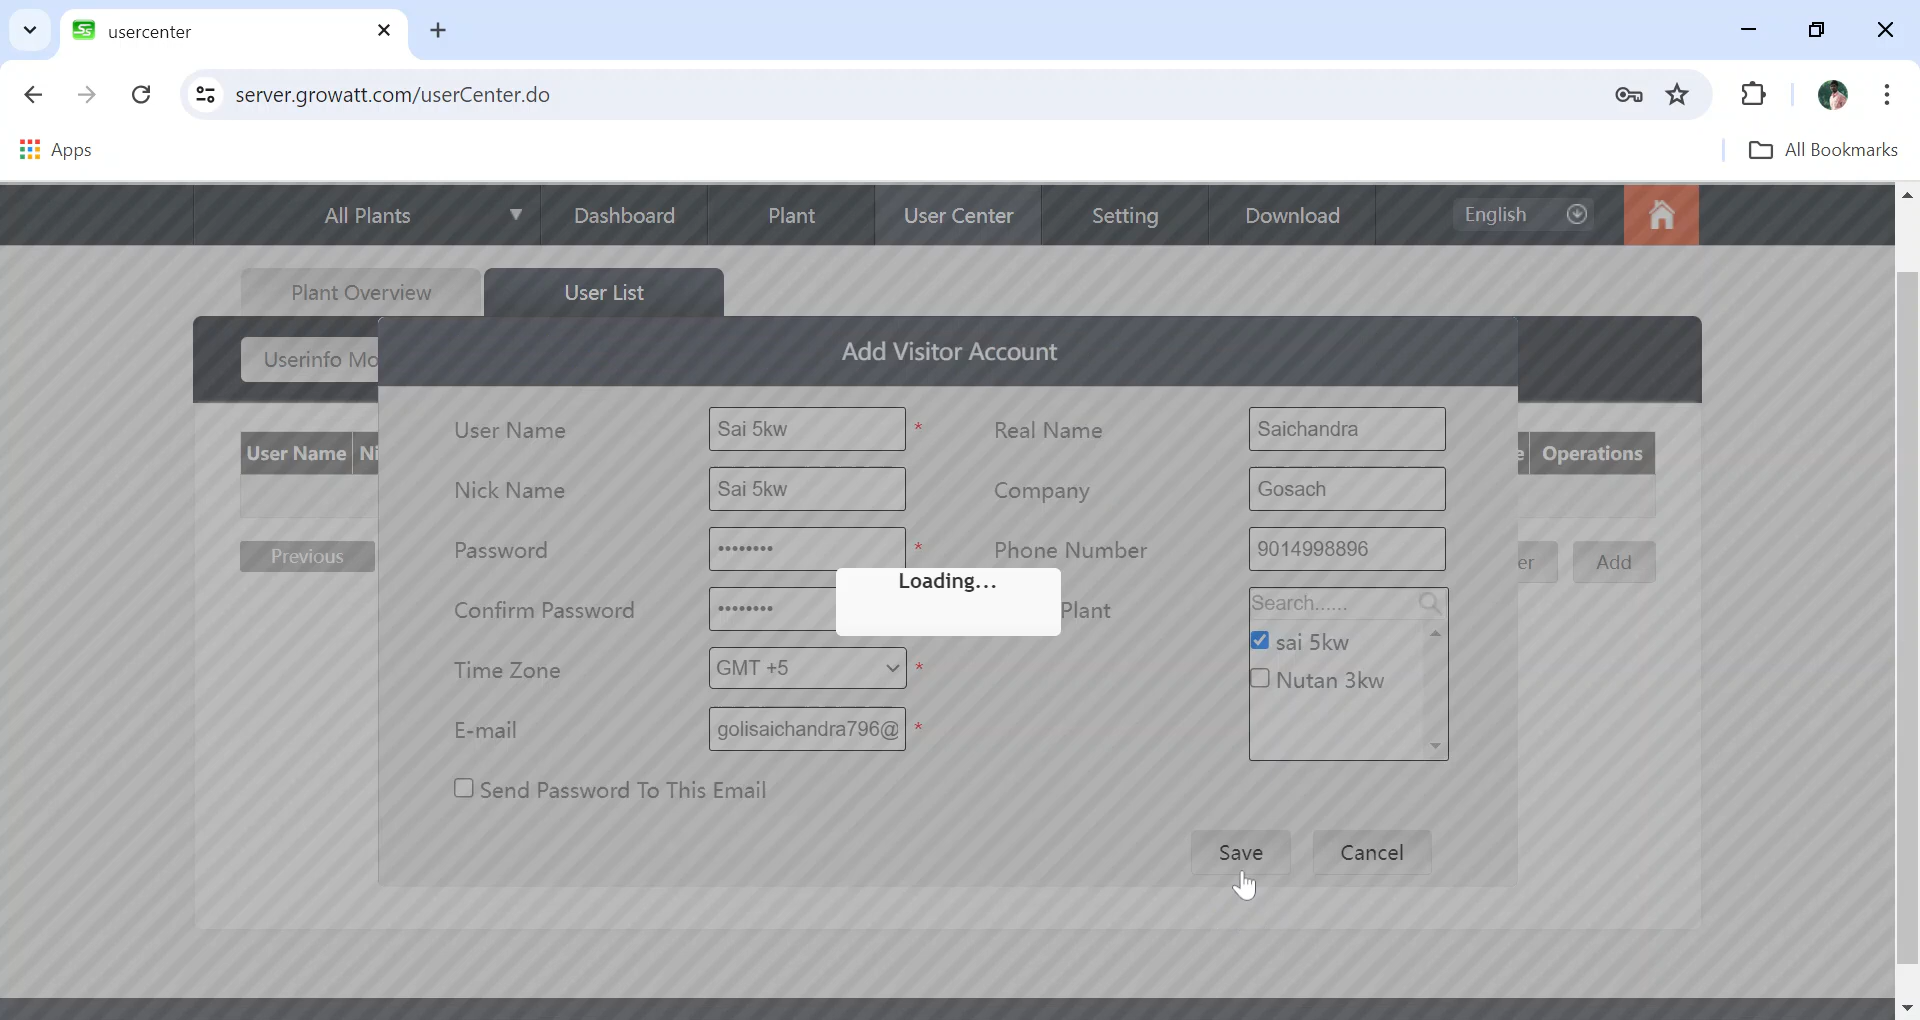 usercenter
server.growatt.com/userCenter.do
Apps
All Bookmarks
All Plants ▼ Dashboard Plant User Center Setting Download English
Plant Overview User List
Userinfo Mo
Add Visitor Account
User Name Ni
e Operations
User Name Sai 5kw * Real Name Saichandra
Nick Name Sai 5kw Company Gosach
Password •••••••• * Phone Number 9014998896
Confirm Password •••••••• Plant Search......
Loading...
sai 5kw
Nutan 3kw
Time Zone GMT +5 *
E-mail golisaichandra796@ *
Send Password To This Email
Save Cancel
Previous
er Add